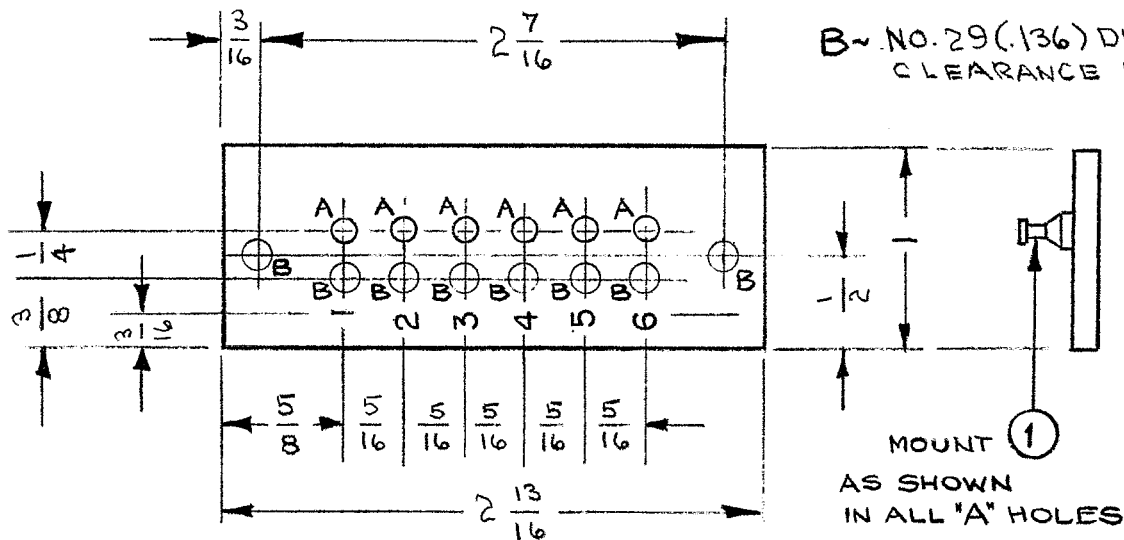 3/16
2 7/16
B~ NO. 29 (.136)
CLEARANCE
A A A A A A
1/4
B B
B B B B B B
1
1/2
3/8
3/16
1 2 3 4 5 6
5/8 5/16 5/16 5/16 5/16 5/16
2 13/16
MOUNT 1
AS SHOWN
IN ALL "A" HOLES